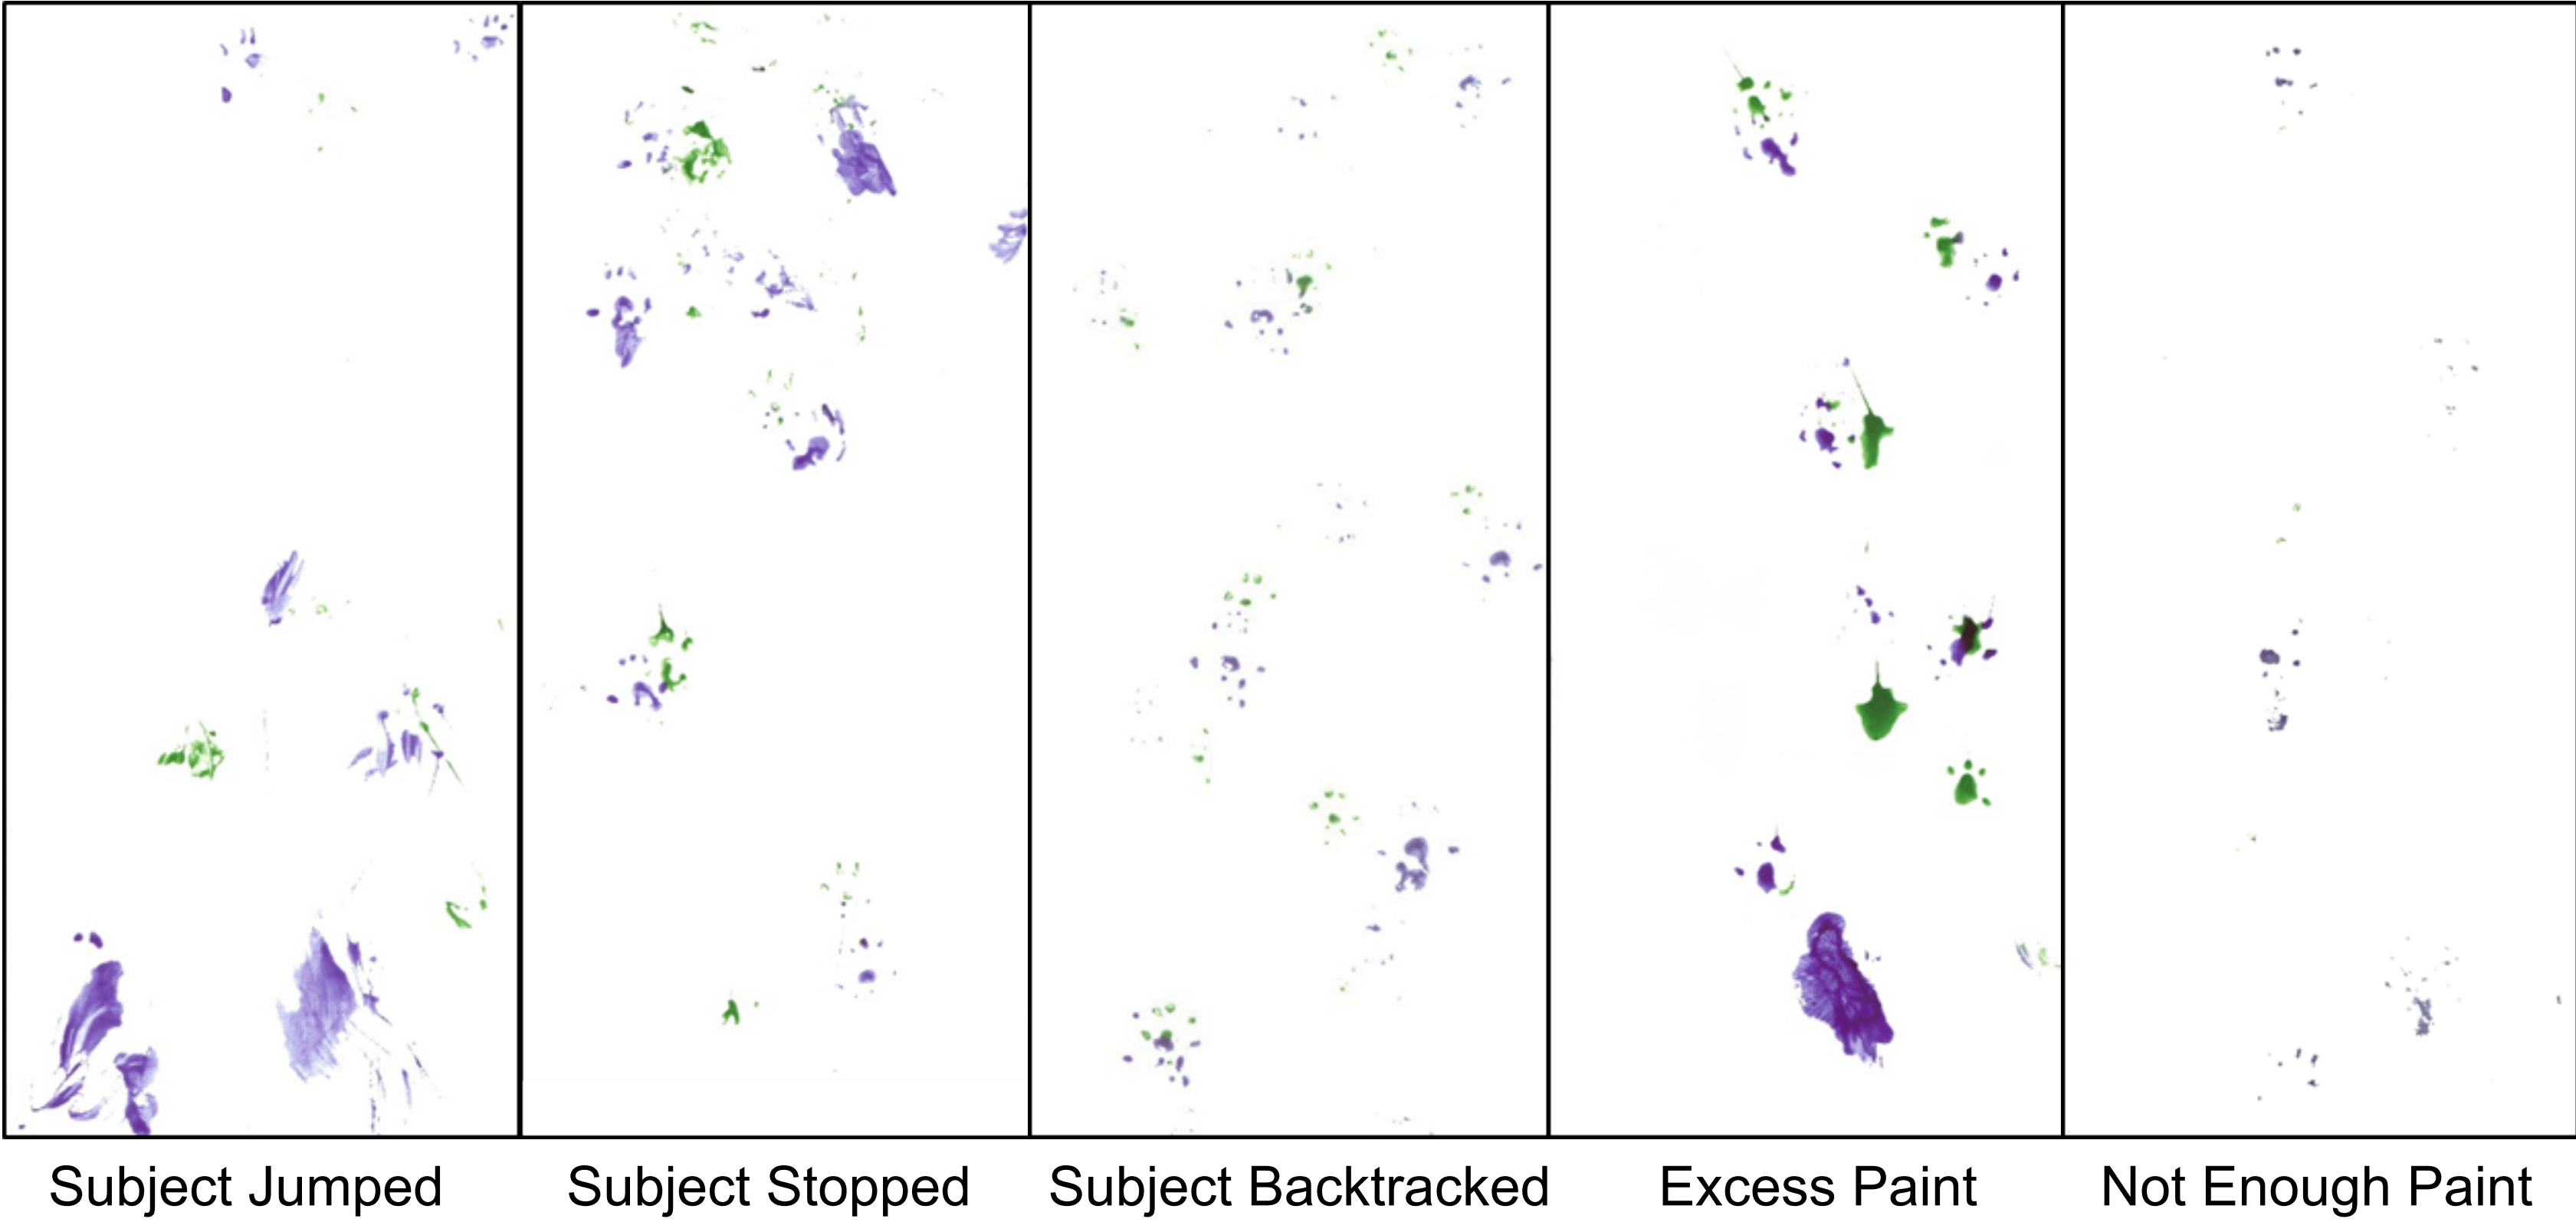 Subject Jumped
Subject Stopped
Subject Backtracked
Excess Paint
Not Enough Paint